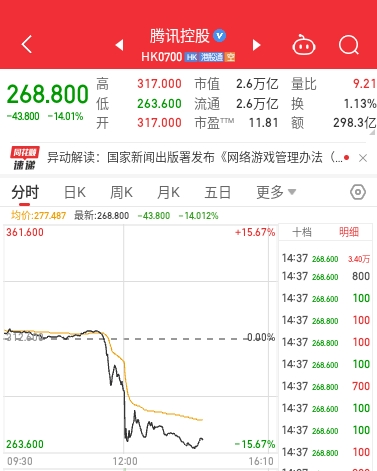 腾讯控股
HK0700 HK 港股通 空
268.800
-43.800 -14.01%
高 317.000 市值 2.6万亿 量比 9.21
低 263.600 流通 2.6万亿 换 1.13%
开 317.000 市盈TTM 11.81 额 298.3亿
同花顺速递 异动解读：国家新闻出版署发布《网络游戏管理办法（...
分时 日K 周K 月K 五日 更多
均价:277.487 最新:268.800 -43.800 -14.012%
十档 明细
361.600 +15.67%
312.600 0.00%
263.600 -15.67%
09:30 12:00 16:10
14:37 268.600 3.40万
14:37 268.600 800
14:37 268.600 100
14:37 268.800 100
14:37 268.800 100
14:37 268.600 100
14:37 268.800 700
14:37 268.600 100
14:37 268.600 100
14:37 268.800 100